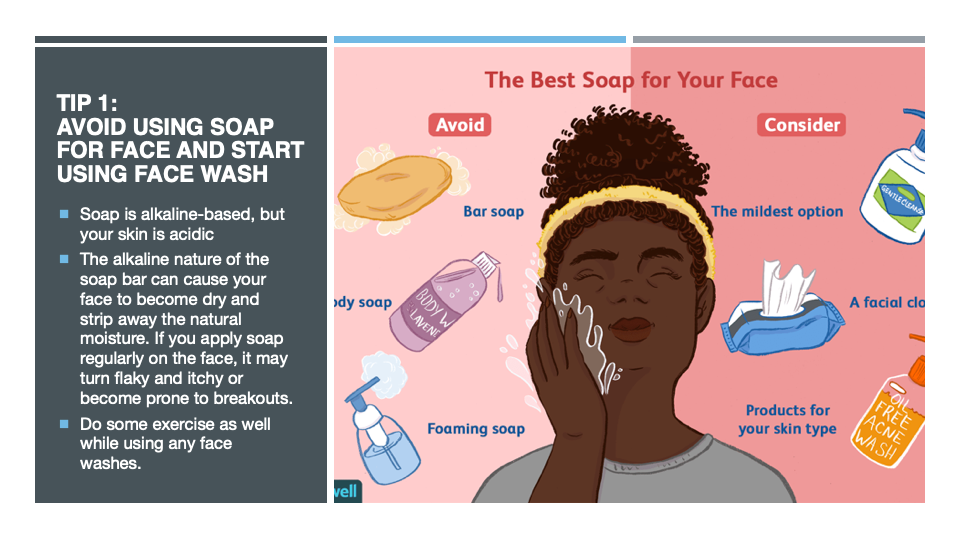 TIP 1:
AVOID USING SOAP
FOR FACE AND START
USING FACE WASH
Soap is alkaline-based, but
your skin is acidic
The alkaline nature of the
soap bar can cause your
face to become dry and
strip away the natural
moisture. If you apply soap
regularly on the face, it may
turn flaky and itchy or
become prone to breakouts.
Do some exercise as well
while using any face
washes.
The Best Soap for Your Face
Avoid
Bar soap
ody soap
BODY W
LAVEN
Foaming soap
well
Consider
The mildest option
GENTLE CLEANSE
A facial clo
Products for
your skin type
OIL
FREE
ACNE
WASH